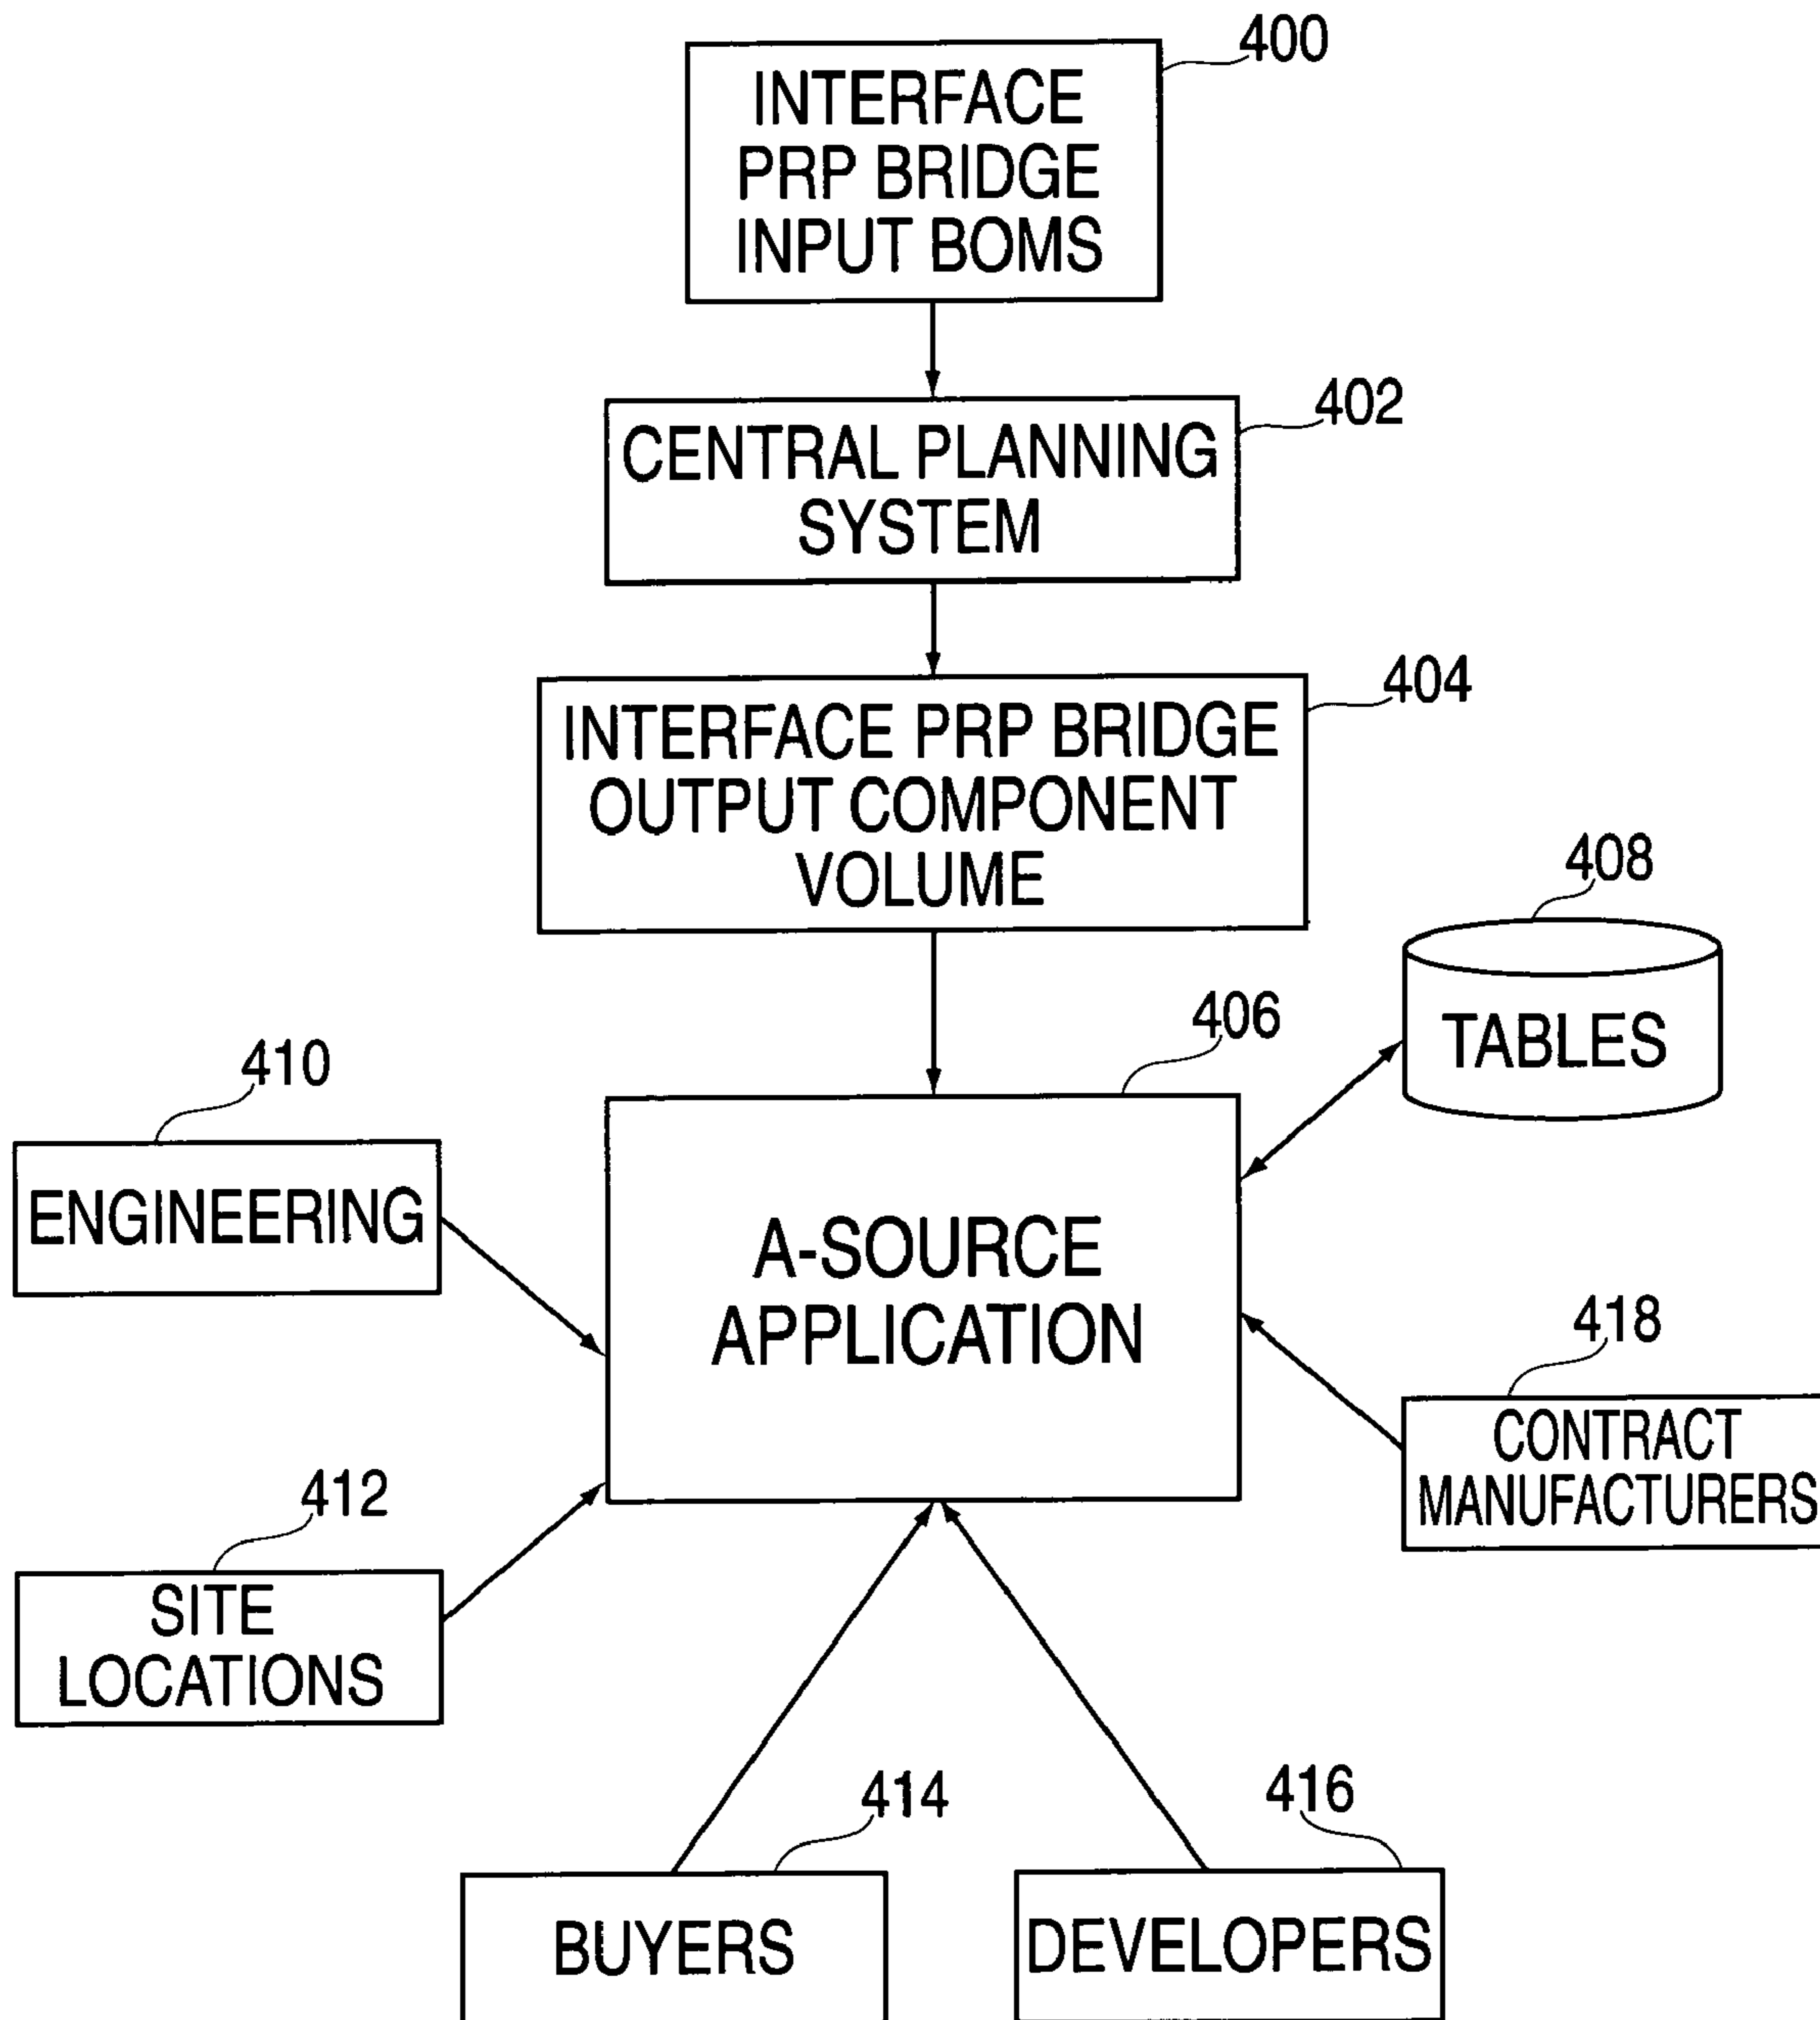 400
INTERFACE
PRP BRIDGE
INPUT BOMS
402
CENTRAL PLANNING
SYSTEM
404
INTERFACE PRP BRIDGE
OUTPUT COMPONENT
VOLUME
408
TABLES
406
A-SOURCE
APPLICATION
410
ENGINEERING
418
CONTRACT
MANUFACTURERS
412
SITE
LOCATIONS
414
BUYERS
416
DEVELOPERS